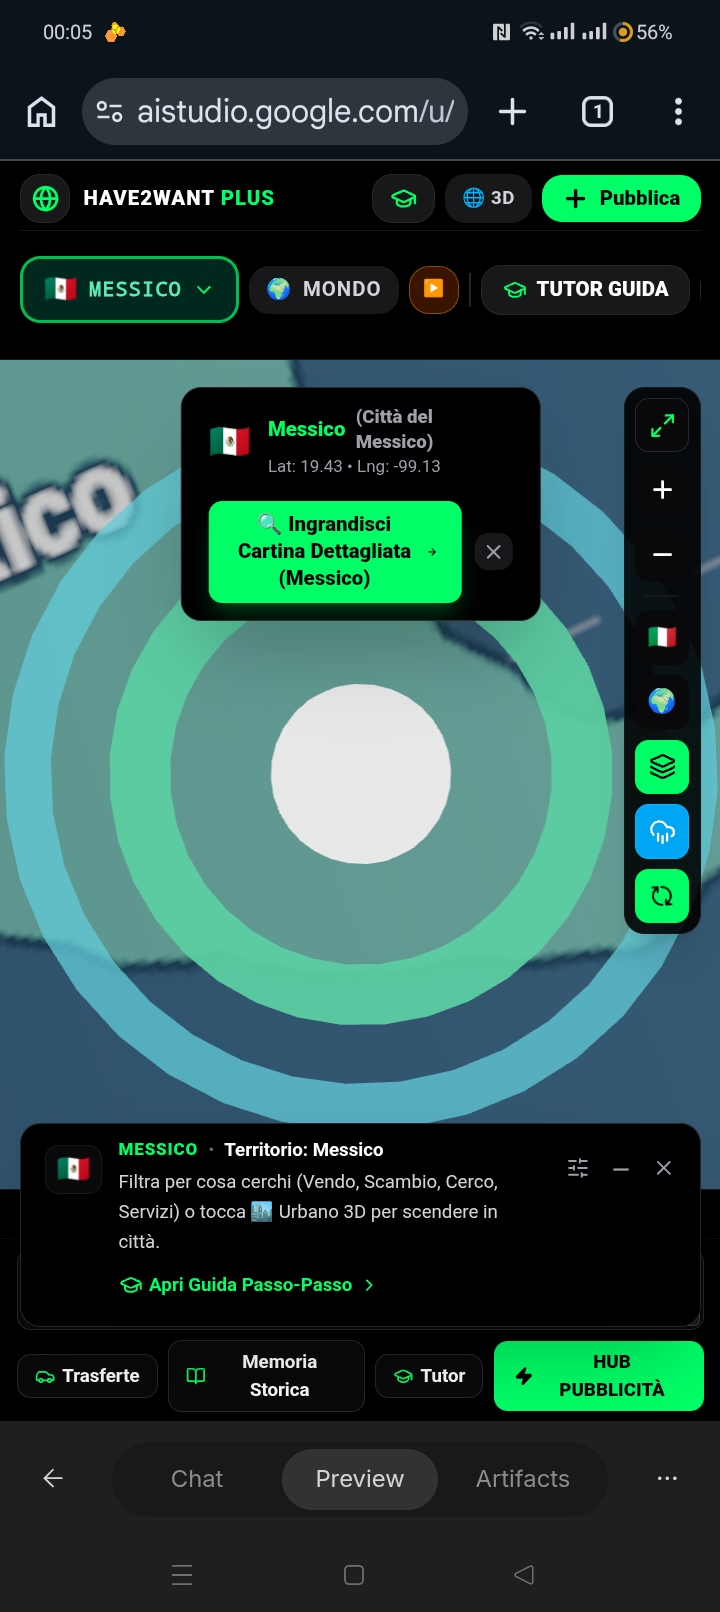 00:05
56%
aistudio.google.com/u/
1
HAVE2WANT PLUS
3D
Pubblica
MESSICO
MONDO
TUTOR GUIDA
ico
Messico (Città del Messico)
Lat: 19.43 • Lng: -99.13
Ingrandisci
Cartina Dettagliata →
(Messico)
MESSICO • Territorio: Messico
Filtra per cosa cerchi (Vendo, Scambio, Cerco,
Servizi) o tocca 🏙️ Urbano 3D per scendere in
città.
Apri Guida Passo-Passo
Trasferte
Memoria
Storica
Tutor
HUB
PUBBLICITÀ
Chat
Preview
Artifacts